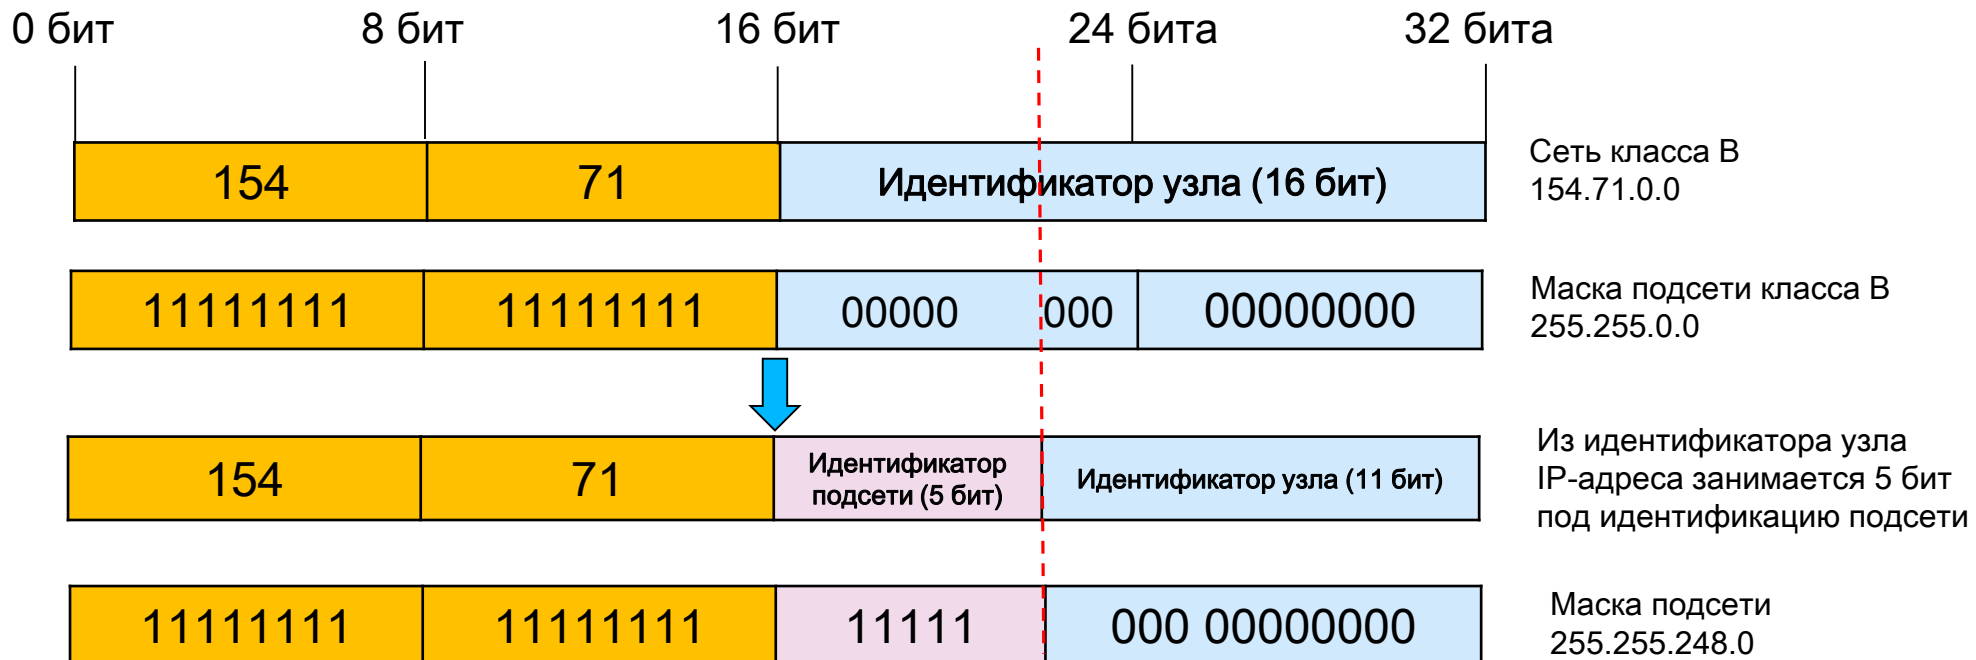 0 бит 8 бит 16 бит 24 бита 32 бита
154 71 Идентификатор узла (16 бит)
Сеть класса B
154.71.0.0
11111111 11111111 00000 000 00000000
Маска подсети класса B
255.255.0.0
154 71
Идентификатор
подсети (5 бит)
Идентификатор узла (11 бит)
Из идентификатора узла
IP-адреса занимается 5 бит
под идентификацию подсети
11111111 11111111 11111 000 00000000
Маска подсети
255.255.248.0